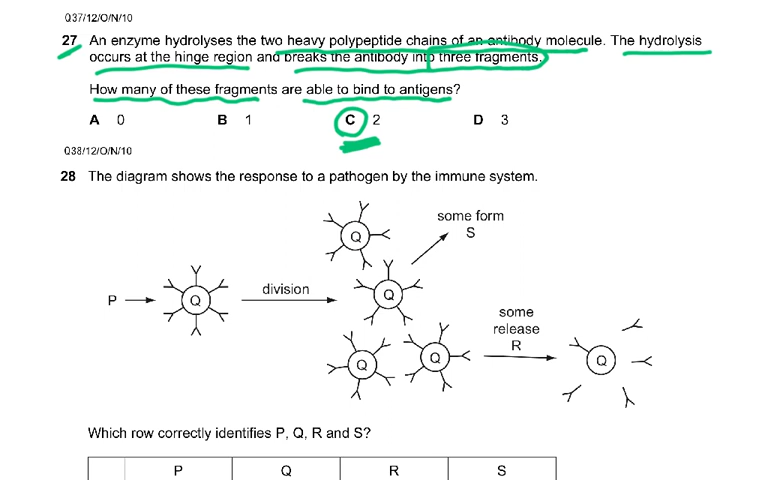 Q37/12/O/N/10
27 An enzyme hydrolyses the two heavy polypeptide chains of an antibody molecule. The hydrolysis
occurs at the hinge region and breaks the antibody into three fragments.
How many of these fragments are able to bind to antigens?
A 0 B 1 C 2 D 3
Q38/12/O/N/10
28 The diagram shows the response to a pathogen by the immune system.
some form
S
Q
P
Q
division
Q
some
release
R
Q
Q
Q
Which row correctly identifies P, Q, R and S?
P Q R S